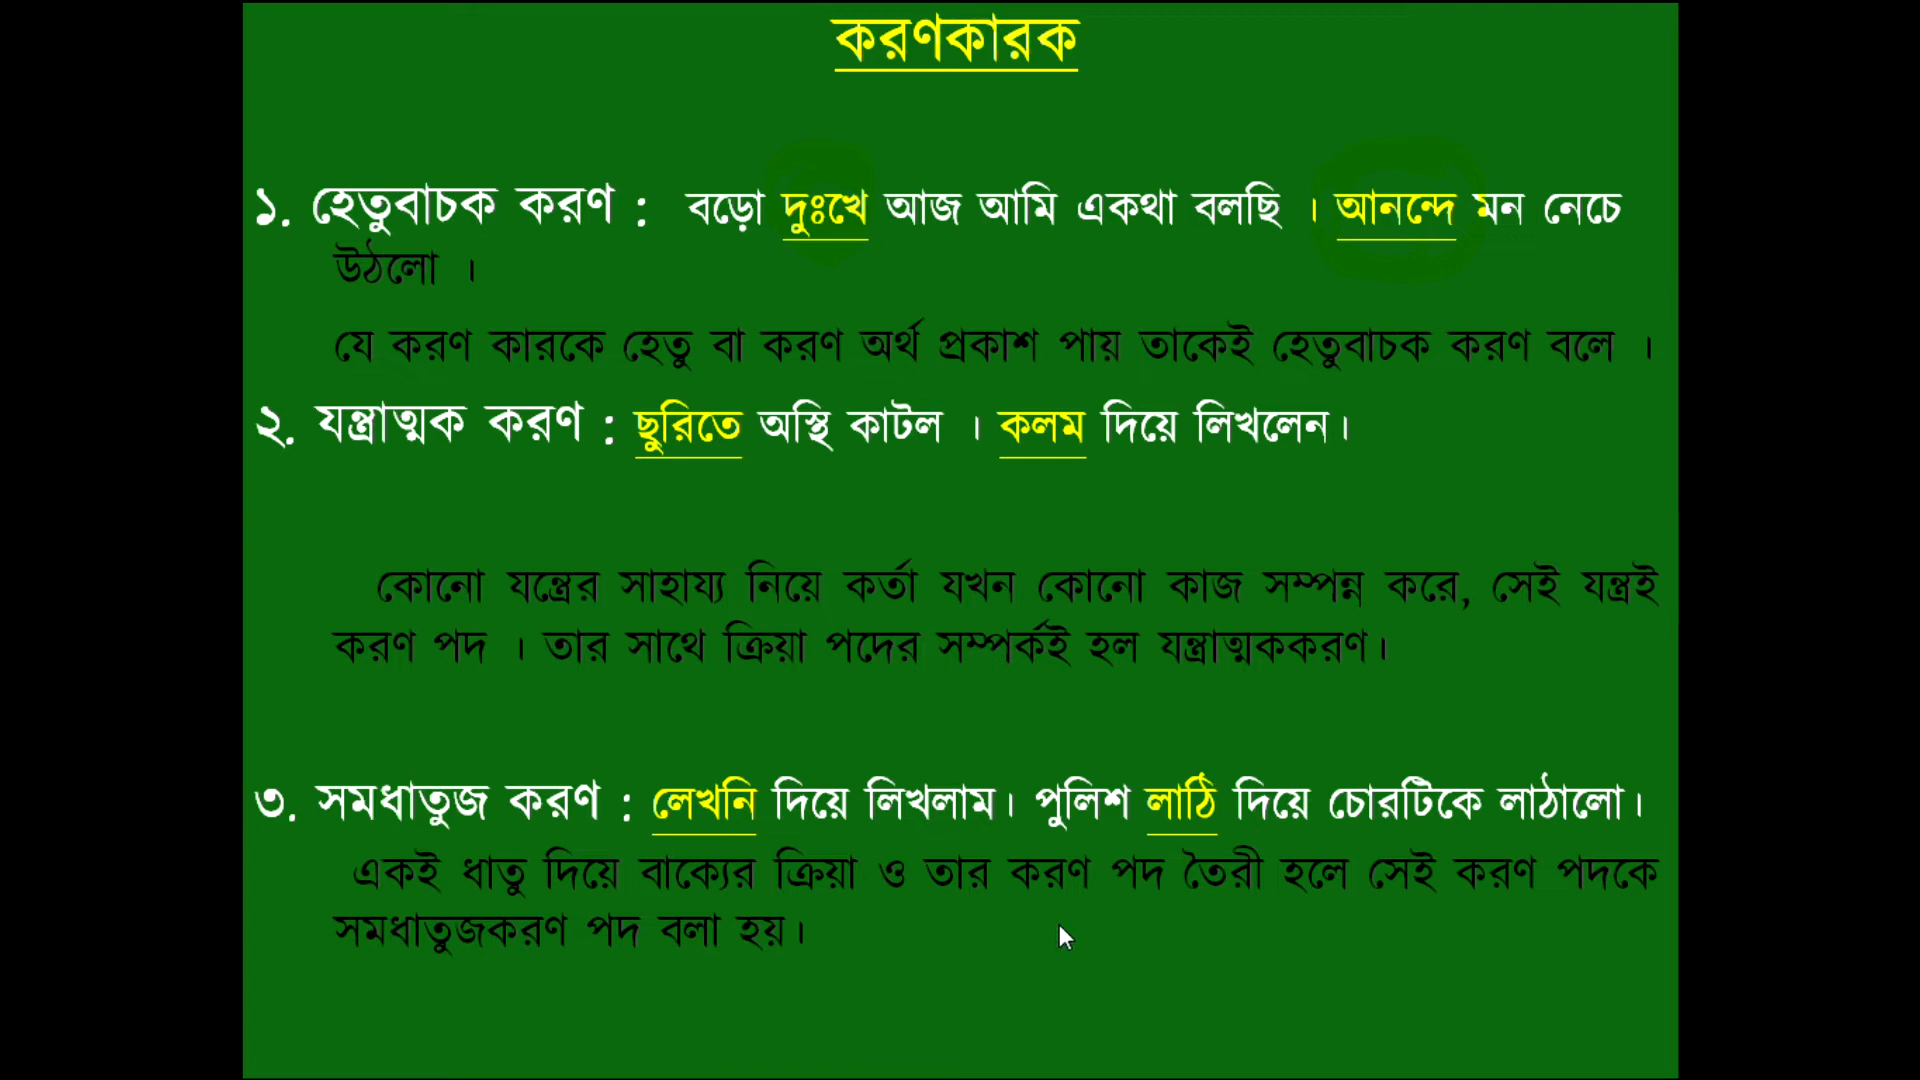 করণকারক
১. হেতুবাচক করণ : বড়ো দুঃখে আজ আমি একথা বলছি । আনন্দে মন নেচে
উঠলো ।
যে করণ কারকে হেতু বা করণ অর্থ প্রকাশ পায় তাকেই হেতুবাচক করণ বলে ।
২. যন্ত্রাত্মক করণ : ছুরিতে অস্থি কাটল । কলম দিয়ে লিখলেন।
কোনো যন্ত্রের সাহায্য নিয়ে কর্তা যখন কোনো কাজ সম্পন্ন করে, সেই যন্ত্রই
করণ পদ । তার সাথে ক্রিয়া পদের সম্পর্কই হল যন্ত্রাত্মককরণ।
৩. সমধাতুজ করণ : লেখনি দিয়ে লিখলাম। পুলিশ লাঠি দিয়ে চোরটিকে লাঠালো।
একই ধাতু দিয়ে বাক্যের ক্রিয়া ও তার করণ পদ তৈরী হলে সেই করণ পদকে
সমধাতুজকরণ পদ বলা হয়।